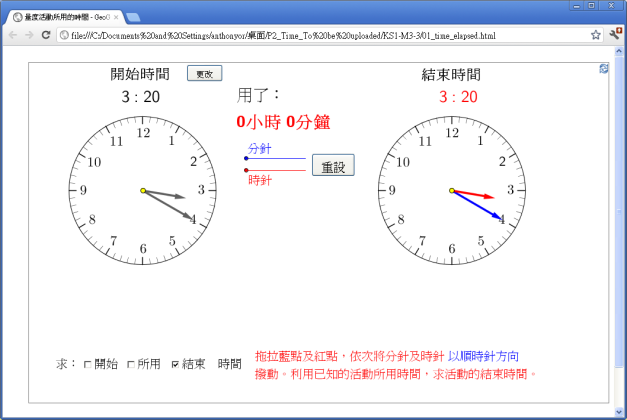 量度活動所用的時間 - GeoG
file:///C:/Documents%20and%20Settings/anthonyor/桌面/P2_Time_To%20be%20uploaded/KS1-M3-3/01_time_elapsed.html
開始時間 更改
3 : 20
用了：
0小時 0分鐘
分針
時針
重設
結束時間
3 : 20
12 1 2 3 4 5 6 7 8 9 10 11
12 1 2 3 4 5 6 7 8 9 10 11
求： 開始 所用 結束 時間
拖拉藍點及紅點，依次將分針及時針 以順時針方向
撥動。利用已知的活動所用時間，求活動的結束時間。